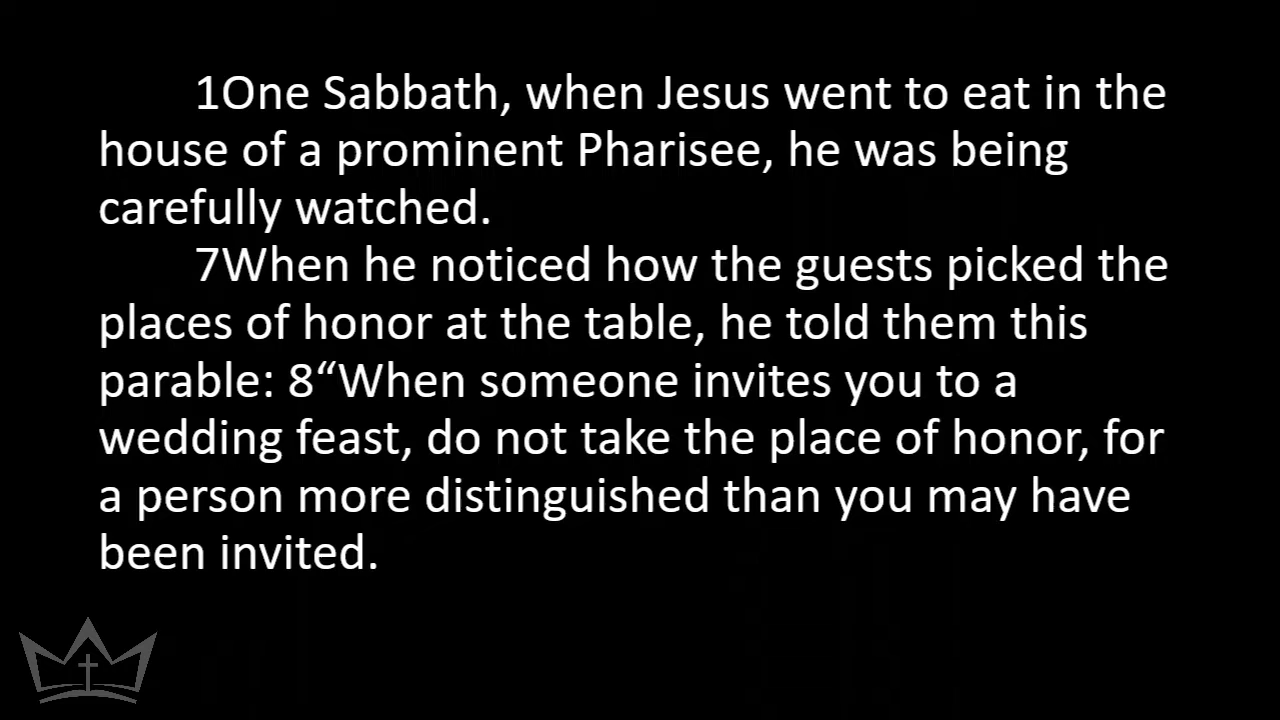 1One Sabbath, when Jesus went to eat in the
house of a prominent Pharisee, he was being
carefully watched.
7When he noticed how the guests picked the
places of honor at the table, he told them this
parable: 8“When someone invites you to a
wedding feast, do not take the place of honor, for
a person more distinguished than you may have
been invited.